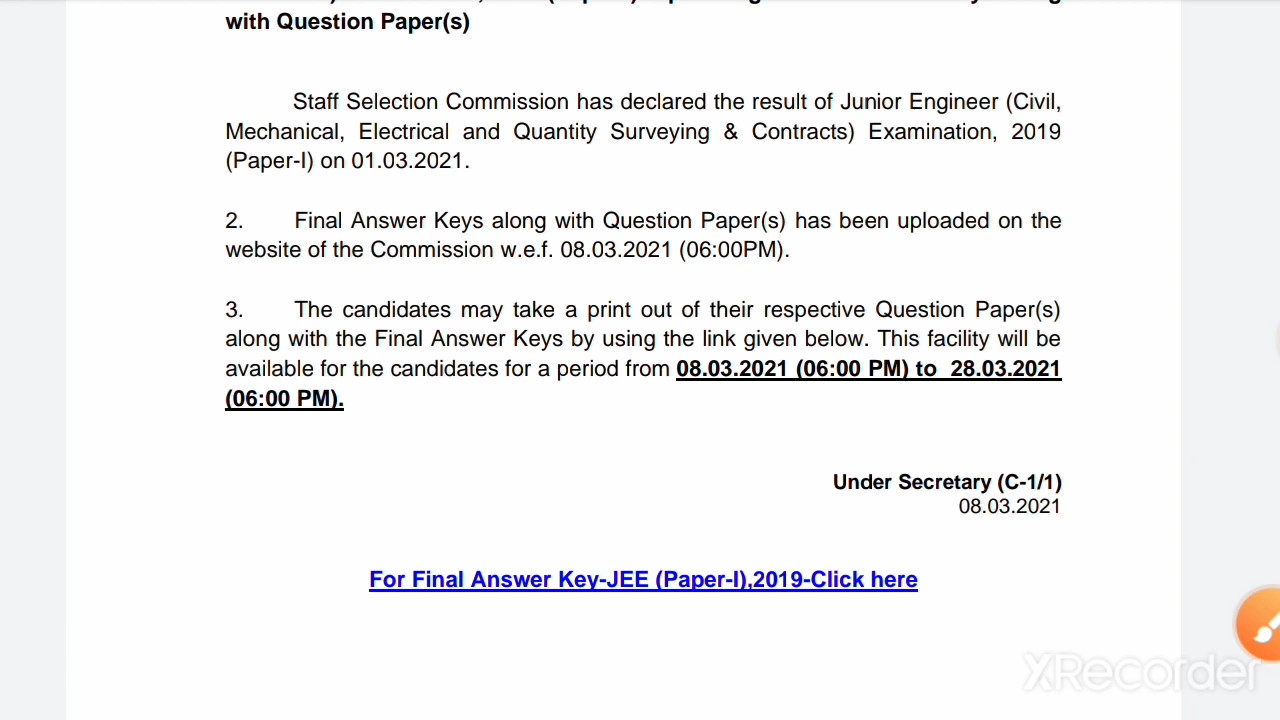 with Question Paper(s)
Staff Selection Commission has declared the result of Junior Engineer (Civil,
Mechanical, Electrical and Quantity Surveying & Contracts) Examination, 2019
(Paper-I) on 01.03.2021.
2. Final Answer Keys along with Question Paper(s) has been uploaded on the
website of the Commission w.e.f. 08.03.2021 (06:00PM).
3. The candidates may take a print out of their respective Question Paper(s)
along with the Final Answer Keys by using the link given below. This facility will be
available for the candidates for a period from 08.03.2021 (06:00 PM) to 28.03.2021
(06:00 PM).
Under Secretary (C-1/1)
08.03.2021
For Final Answer Key-JEE (Paper-I),2019-Click here
XRecorder